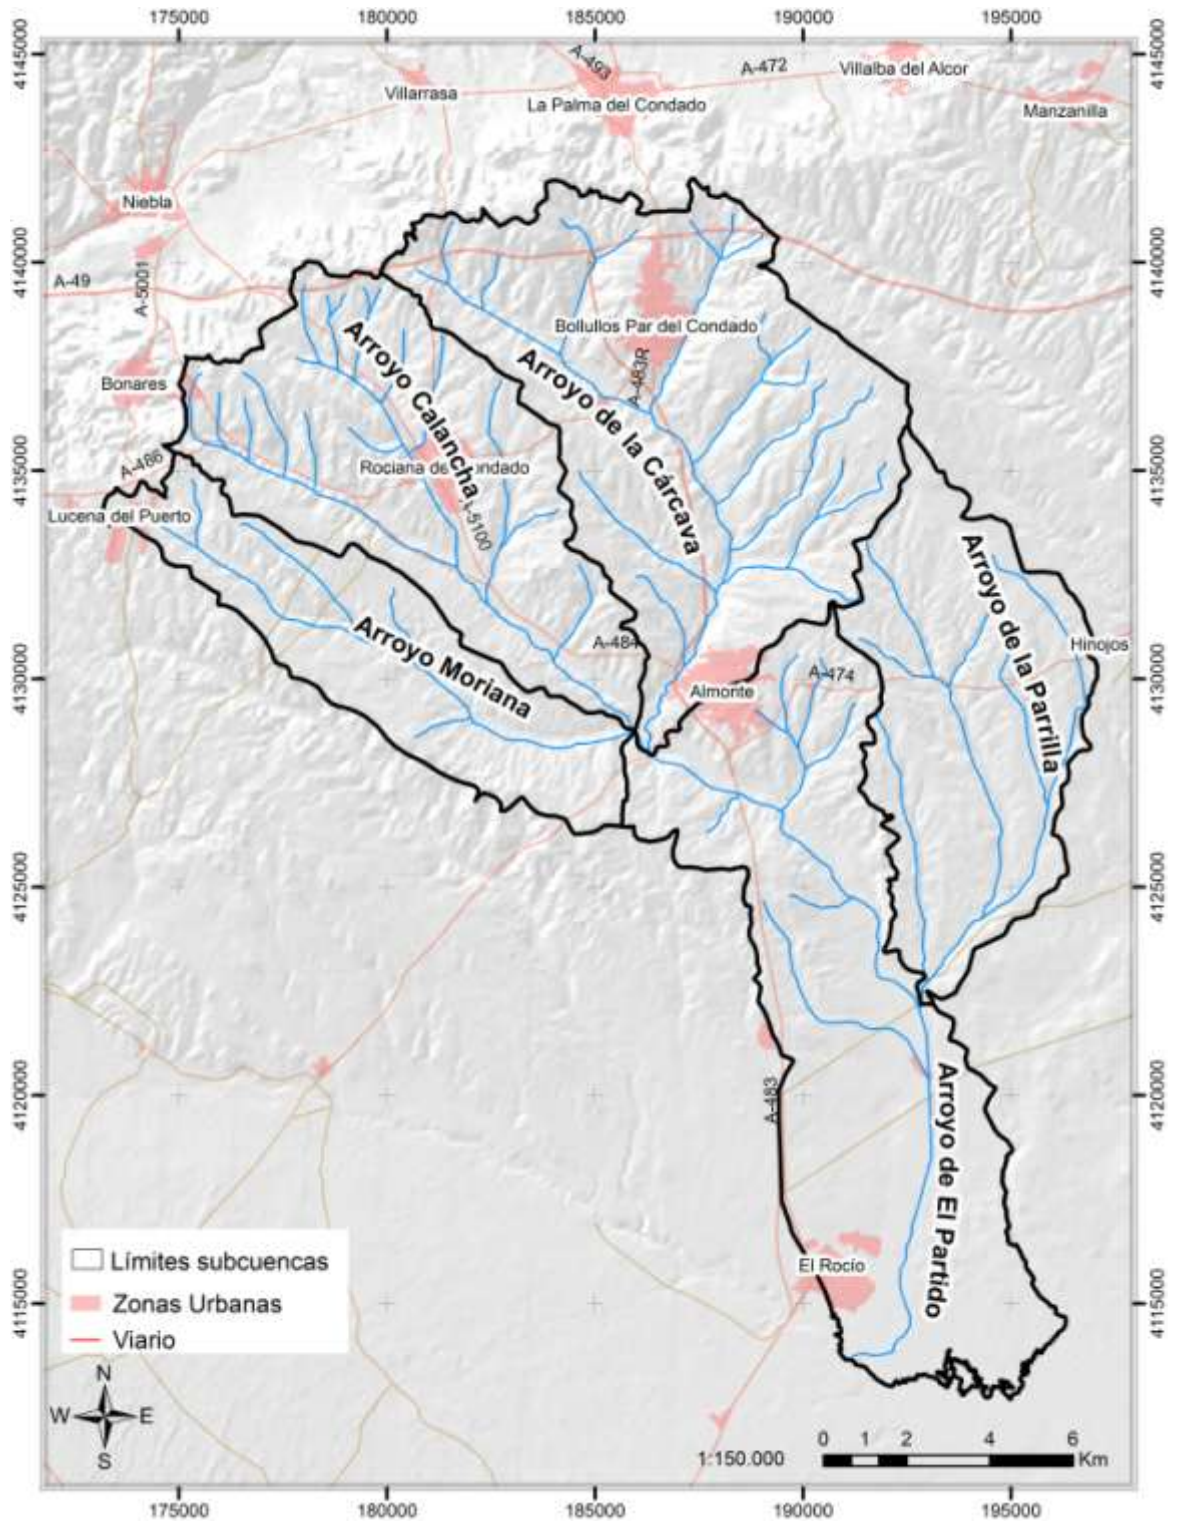 175000 180000 185000 190000 195000
4145000 4145000
A-493
A-472
Villalba del Alcor
Villarrasa
La Palma del Condado
Manzanilla
Niebla
4140000 4140000
A-49
A-5001
Bollullos Par del Condado
Arroyo Calancha
Arroyo de la Cárcava
A-483R
Bonares
4135000 4135000
A-486
Rociana de ondado
Lucena del Puerto
-5100
Arroyo de la Parrilla
Arroyo Moriana
A-484
Hinojos
4130000 4130000
Almonte
A-474
4125000 4125000
4120000 4120000
A-483
Arroyo de El Partido
El Rocío
4115000 4115000
Límites subcuencas
Zonas Urbanas
Viario
N
W E
S
1:150.000
0 1 2 4 6
Km
175000 180000 185000 190000 195000